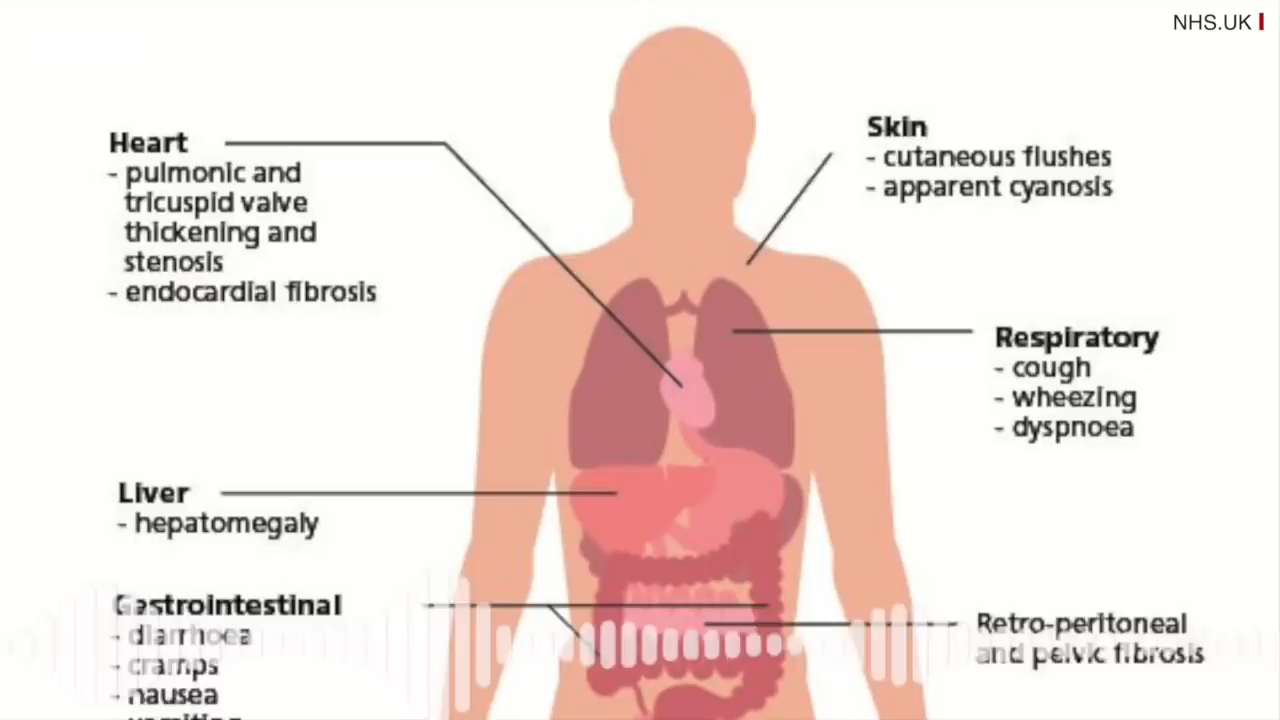 NHS.UK
Heart
- pulmonic and
tricuspid valve
thickening and
stenosis
- endocardial fibrosis
Skin
- cutaneous flushes
- apparent cyanosis
Respiratory
- cough
- wheezing
- dyspnoea
Liver
- hepatomegaly
Gastrointestinal
- diarrhoea
- cramps
- nausea
- vomiting
Retro-peritoneal
and pelvic fibrosis